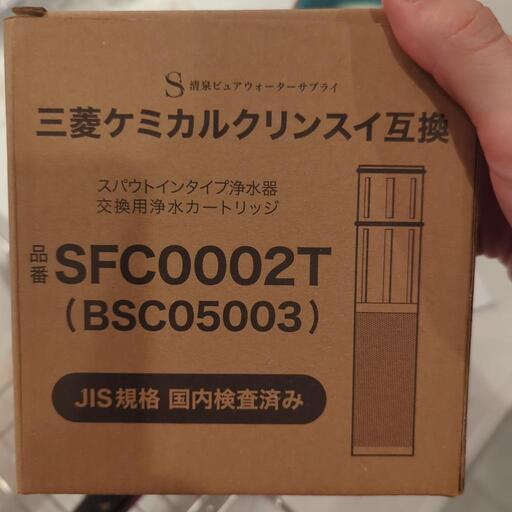 S 清泉ピュアウォーターサプライ
三菱ケミカルクリンスイ互換
スパウトインタイプ浄水器
交換用浄水カートリッジ
品番 SFC0002T
(BSC05003)
JIS規格 国内検査済み